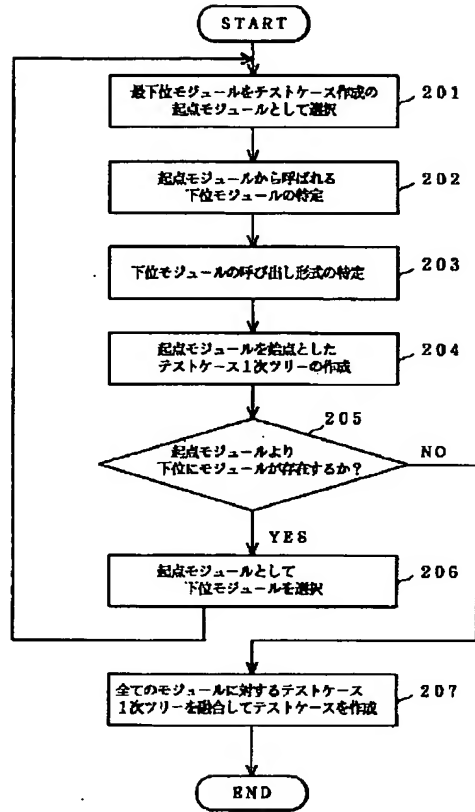 START
最下位モジュールをテストケース作成の
起点モジュールとして選択
201
起点モジュールから呼ばれる
下位モジュールの特定
202
下位モジュールの呼び出し形式の特定
203
起点モジュールを始点とした
テストケース1次ツリーの作成
204
205
起点モジュールより
下位にモジュールが存在するか?
NO
YES
起点モジュールとして
下位モジュールを選択
206
全てのモジュールに対するテストケース
1次ツリーを融合してテストケースを作成
207
END